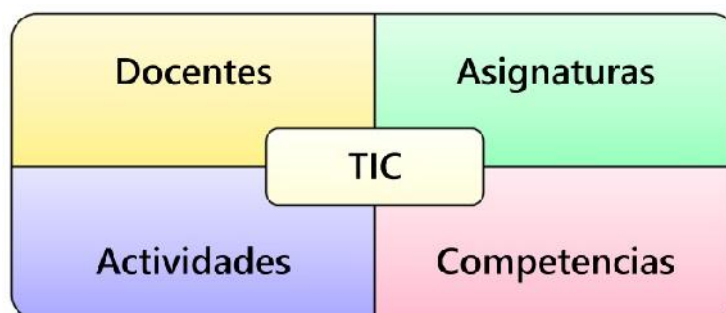 Docentes
Asignaturas
TIC
Actividades
Competencias